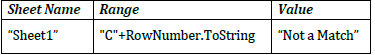 Sheet Name Range Value
“Sheet1” "C"+RowNumber.ToString “Not a Match”